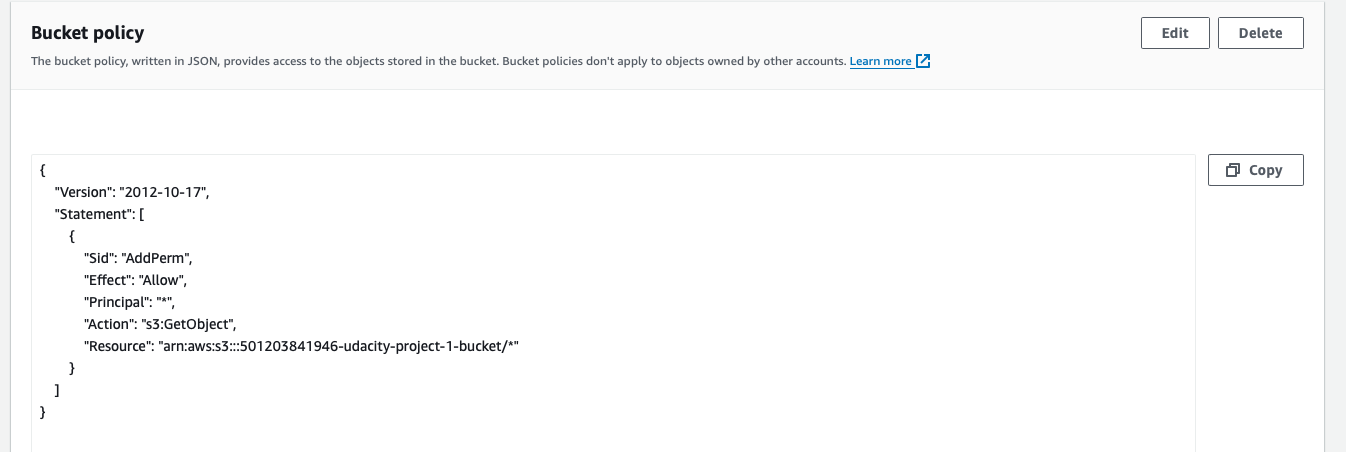 Bucket policy
Edit
Delete
The bucket policy, written in JSON, provides access to the objects stored in the bucket. Bucket policies don't apply to objects owned by other accounts. Learn more
Copy
{
"Version": "2012-10-17",
"Statement": [
{
"Sid": "AddPerm",
"Effect": "Allow",
"Principal": "*",
"Action": "s3:GetObject",
"Resource": "arn:aws:s3:::501203841946-udacity-project-1-bucket/*"
}
]
}